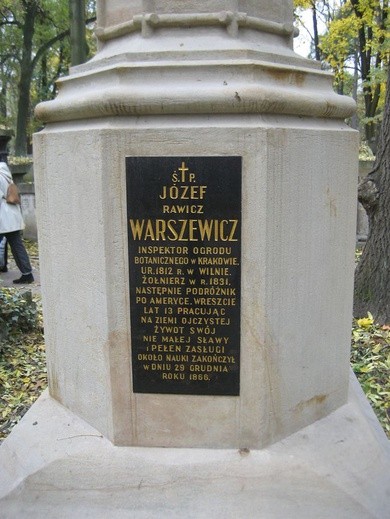 Ś.†P.
JÓZEF
RAWICZ
WARSZEWICZ
INSPEKTOR OGRODU
BOTANICZNEGO w KRAKOWIE.
UR.1812 R. w WILNIE.
ŻOŁNIERZ w R.1831.
NASTĘPNIE PODRÓŻNIK
PO AMERYCE, WRESZCIE
LAT 13 PRACUJĄC
NA ZIEMI OJCZYSTEJ
ŻYWOT SWÓJ
NIE MAŁEJ SŁAWY
i PEŁEN ZASŁUGI
OKOŁO NAUKI ZAKOŃCZYŁ
w DNIU 29 GRUDNIA
ROKU 1866.